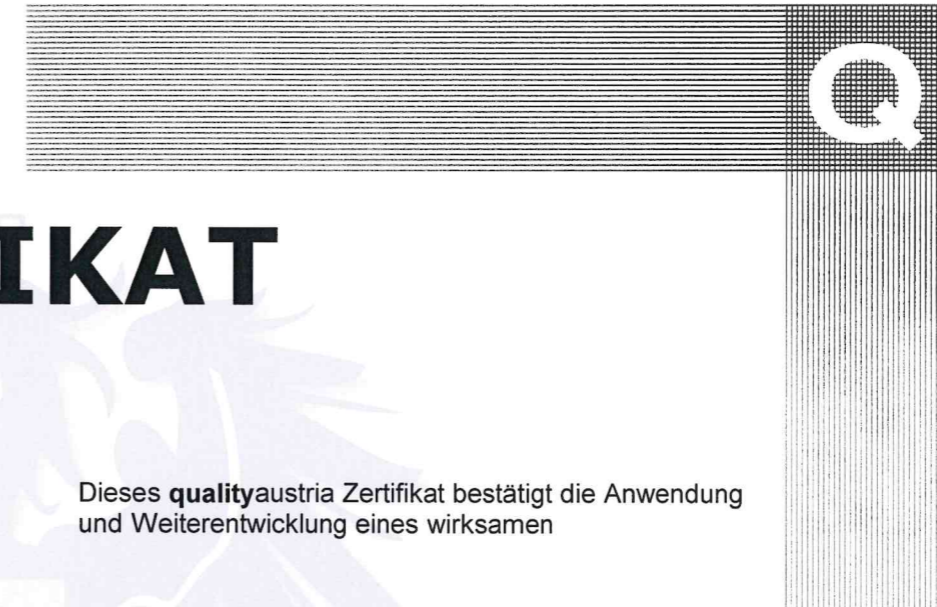 Q
IKAT
Dieses qualityaustria Zertifikat bestätigt die Anwendung
und Weiterentwicklung eines wirksamen